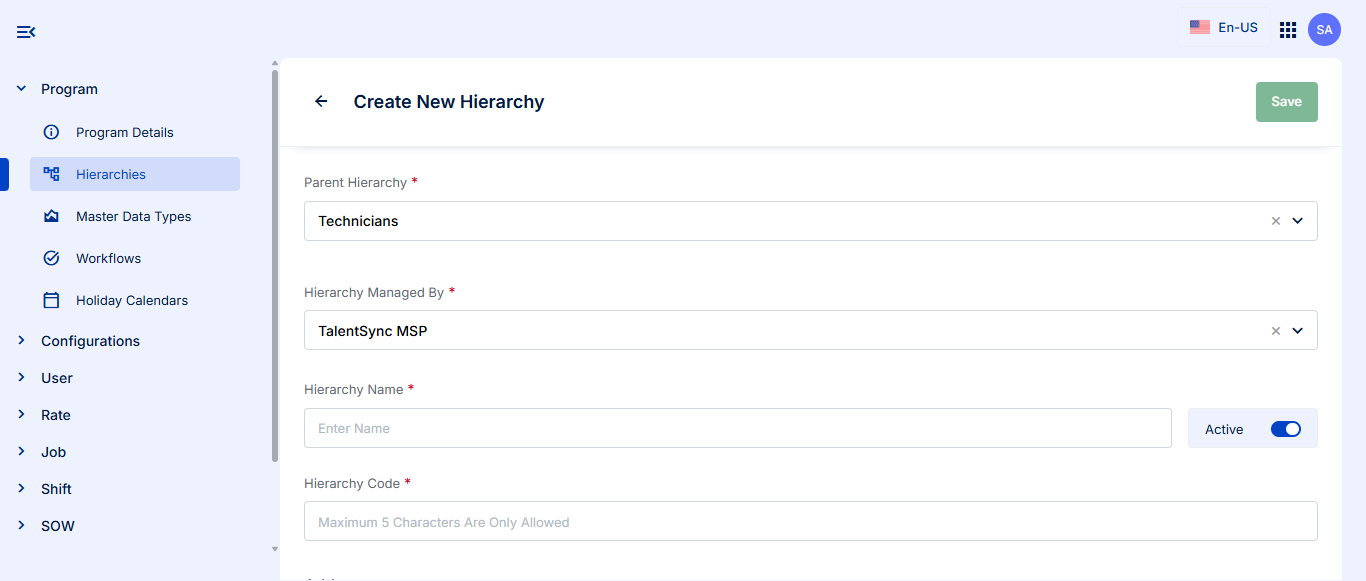 En-US
SA
Program
Program Details
Hierarchies
Master Data Types
Workflows
Holiday Calendars
Configurations
User
Rate
Job
Shift
SOW
Create New Hierarchy
Save
Parent Hierarchy *
Technicians
Hierarchy Managed By *
TalentSync MSP
Hierarchy Name *
Enter Name
Active
Hierarchy Code *
Maximum 5 Characters Are Only Allowed